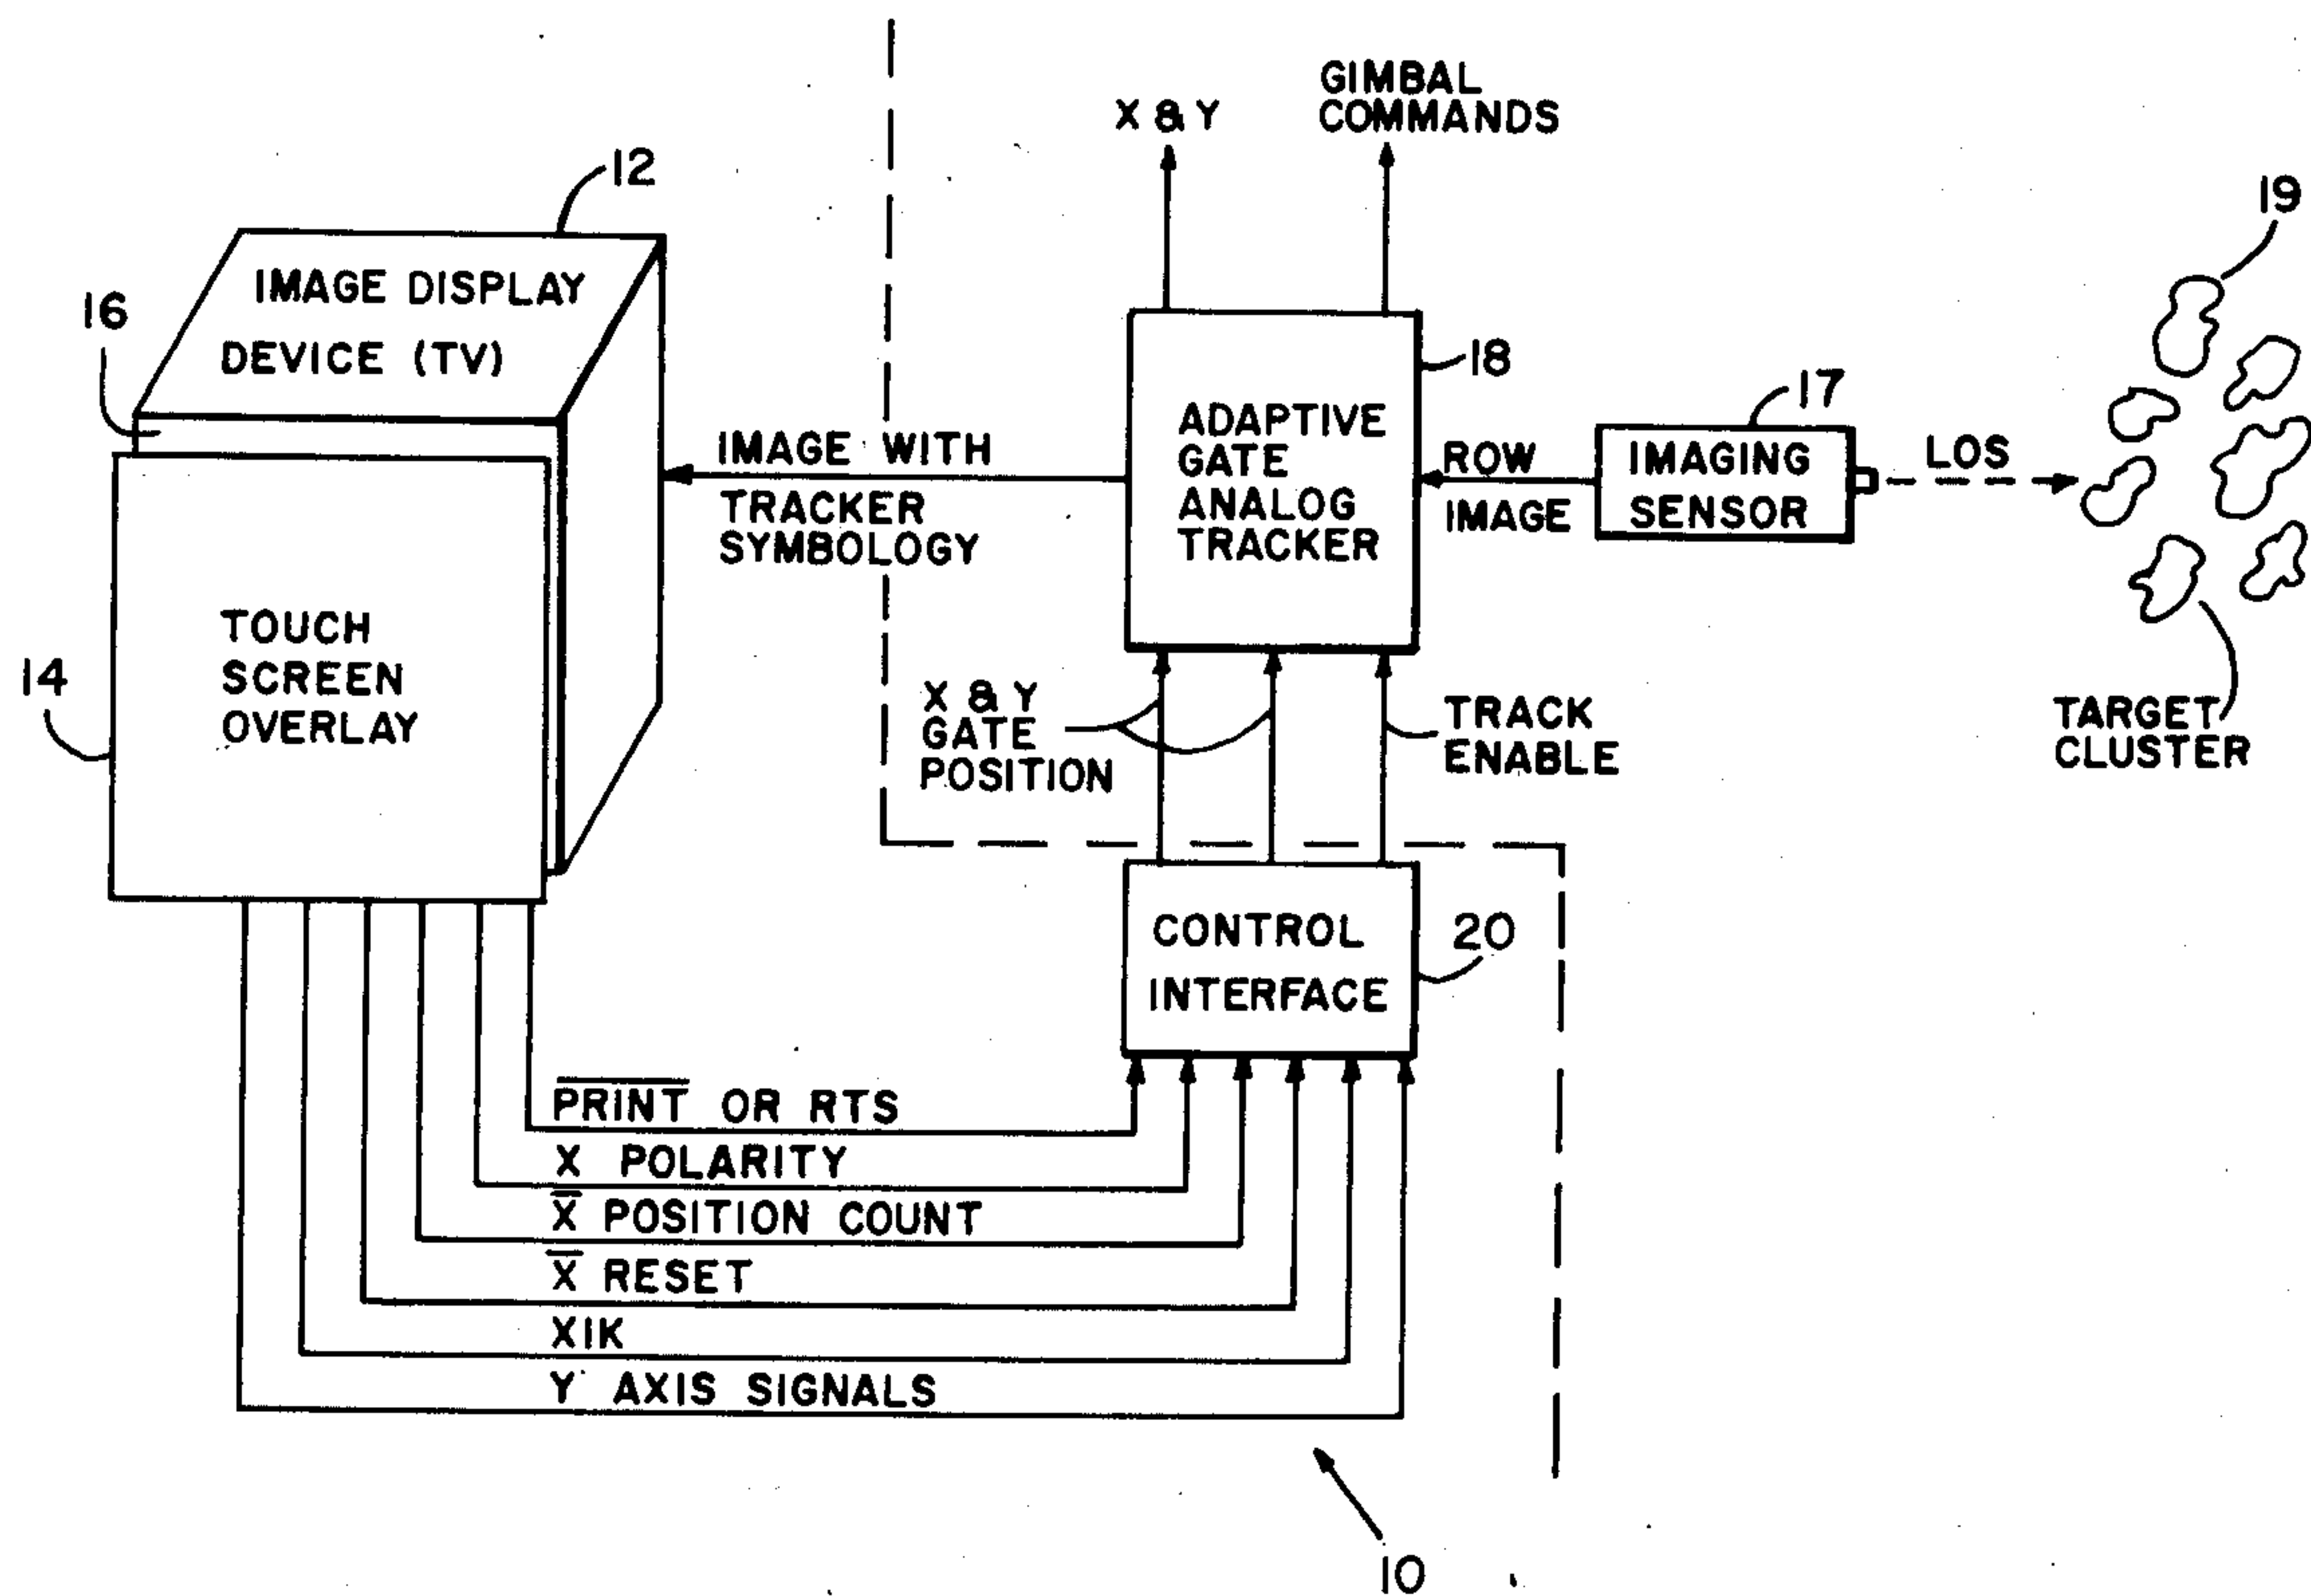 X & Y
GIMBAL
COMMANDS
12
19
IMAGE DISPLAY
DEVICE (TV)
16
18
17
ADAPTIVE
GATE
ANALOG
TRACKER
IMAGE WITH
TRACKER
SYMBOLOGY
ROW
IMAGE
IMAGING
SENSOR
LOS
TOUCH
SCREEN
OVERLAY
14
X & Y
GATE
POSITION
TRACK
ENABLE
TARGET
CLUSTER
CONTROL
INTERFACE
20
P̅R̅I̅N̅T̅ OR RTS
X POLARITY
X̅ POSITION COUNT
X̅ RESET
XIK
Y AXIS SIGNALS
10